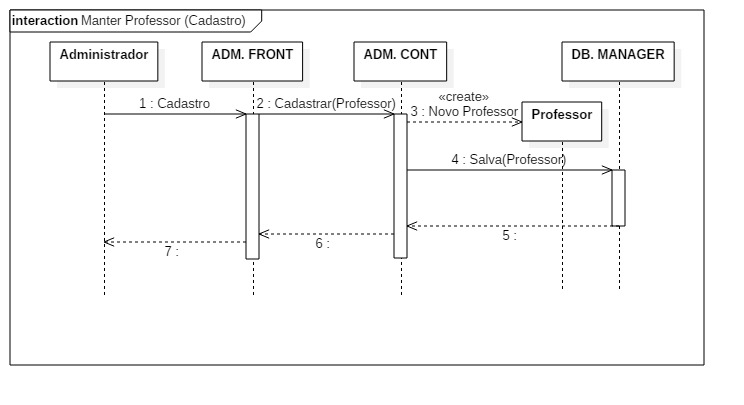 interaction Manter Professor (Cadastro)
Administrador
ADM. FRONT
ADM. CONT
DB. MANAGER
1 : Cadastro
2 : Cadastrar(Professor)
«create»
3 : Novo Professor
Professor
4 : Salva(Professor)
5 :
6 :
7 :